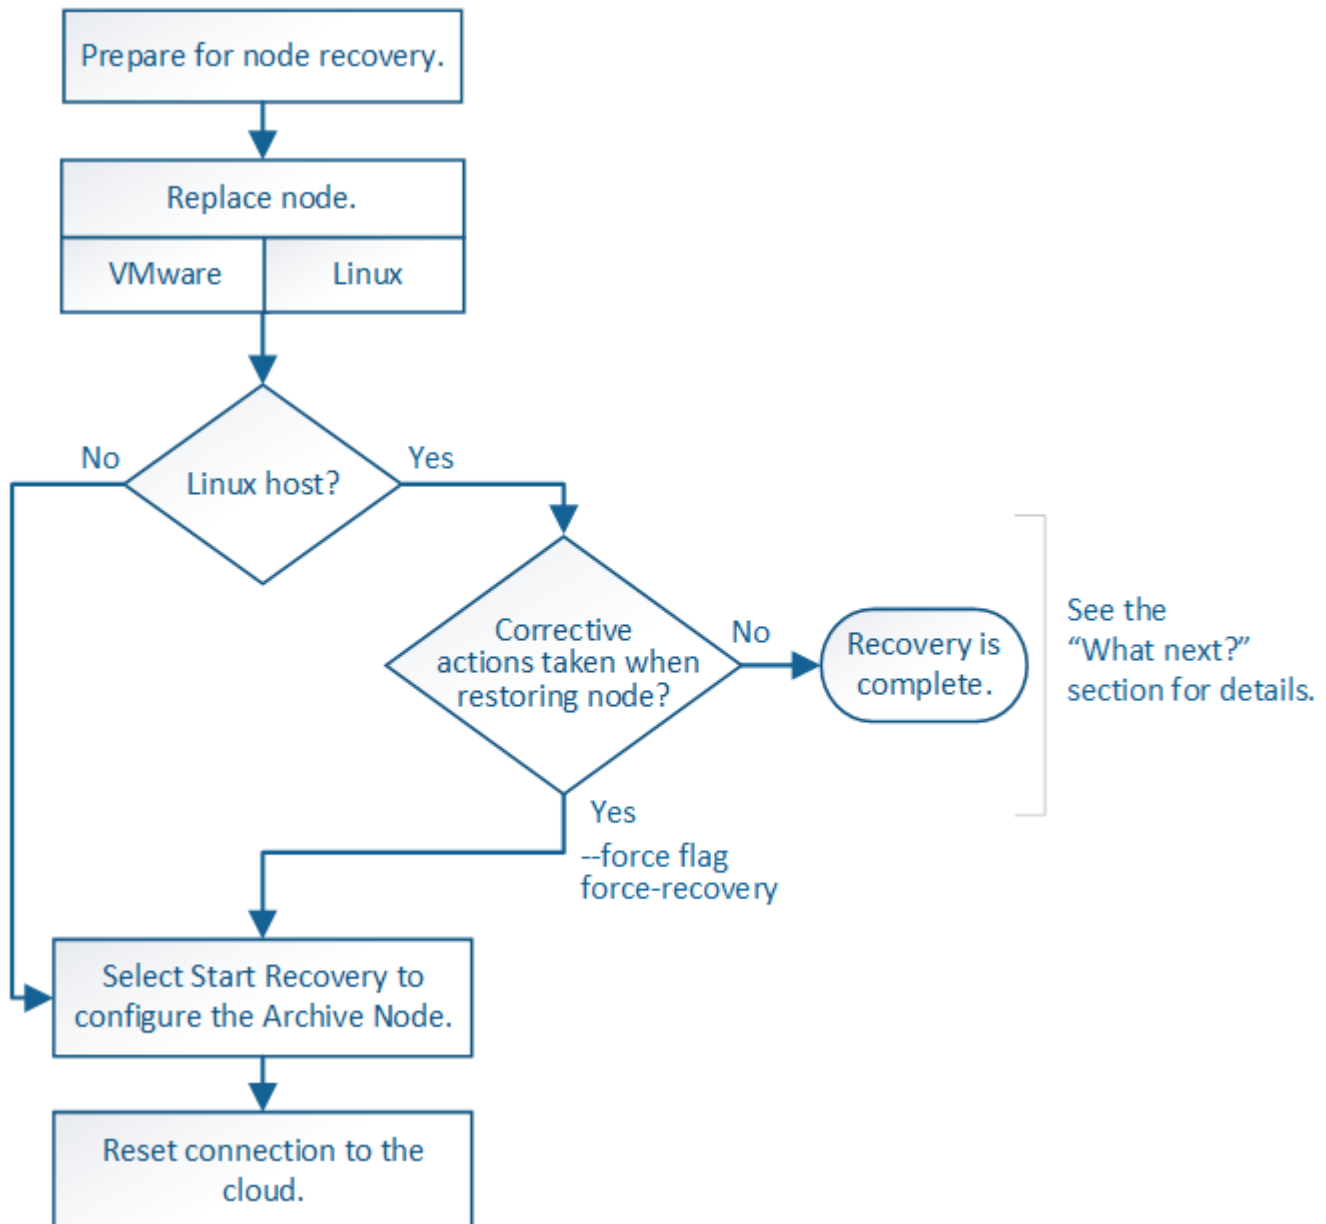 Prepare for node recovery.
Replace node.
VMware
Linux
Linux host?
No
Yes
Corrective
actions taken when
restoring node?
No
Recovery is
complete.
See the
“What next?”
section for details.
Yes
--force flag
force-recovery
Select Start Recovery to
configure the Archive Node.
Reset connection to the
cloud.